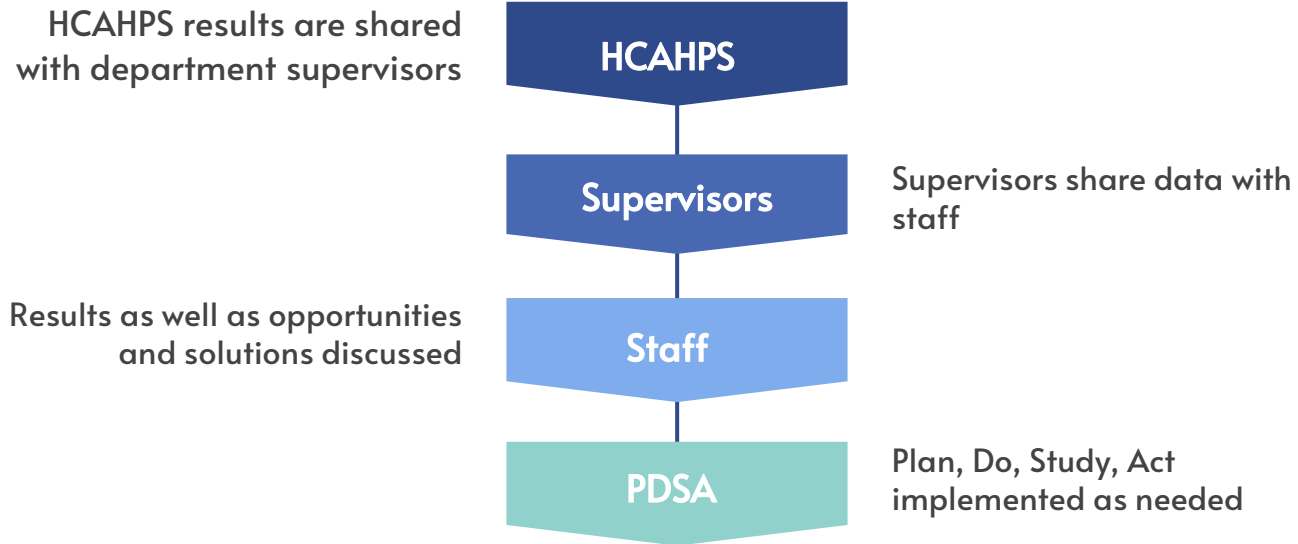 HCAHPS results are shared
with department supervisors
HCAHPS
Supervisors
Supervisors share data with
staff
Results as well as opportunities
and solutions discussed
Staff
PDSA
Plan, Do, Study, Act
implemented as needed